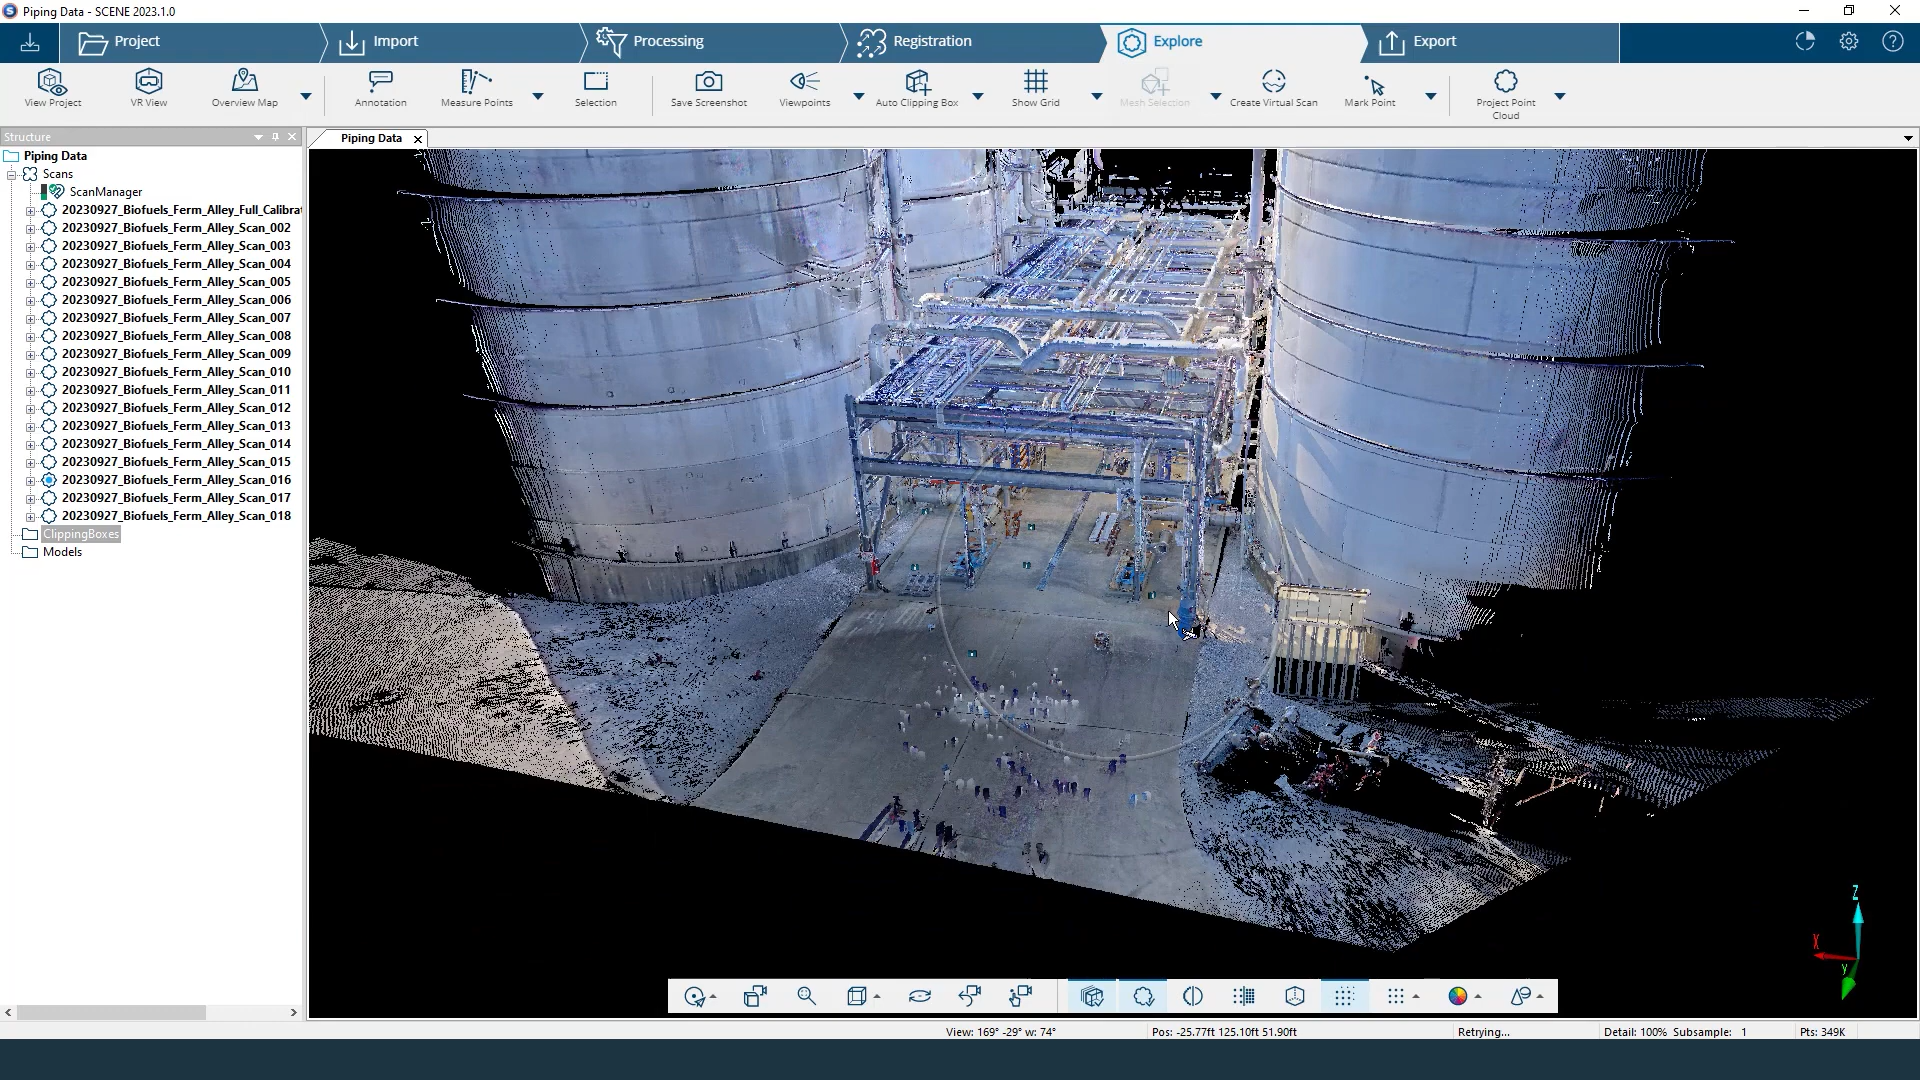 Piping Data - SCENE 2023.1.0
Project
Import
Processing
Registration
Explore
Export
View Project
VR View
Overview Map
Annotation
Measure Points
Selection
Save Screenshot
Viewpoints
Auto Clipping Box
Show Grid
Mesh Selection
Create Virtual Scan
Mark Point
Project Point
Cloud
Structure
Piping Data
Piping Data
Scans
ScanManager
20230927_Biofuels_Ferm_Alley_Full_Calibrat
20230927_Biofuels_Ferm_Alley_Scan_002
20230927_Biofuels_Ferm_Alley_Scan_003
20230927_Biofuels_Ferm_Alley_Scan_004
20230927_Biofuels_Ferm_Alley_Scan_005
20230927_Biofuels_Ferm_Alley_Scan_006
20230927_Biofuels_Ferm_Alley_Scan_007
20230927_Biofuels_Ferm_Alley_Scan_008
20230927_Biofuels_Ferm_Alley_Scan_009
20230927_Biofuels_Ferm_Alley_Scan_010
20230927_Biofuels_Ferm_Alley_Scan_011
20230927_Biofuels_Ferm_Alley_Scan_012
20230927_Biofuels_Ferm_Alley_Scan_013
20230927_Biofuels_Ferm_Alley_Scan_014
20230927_Biofuels_Ferm_Alley_Scan_015
20230927_Biofuels_Ferm_Alley_Scan_016
20230927_Biofuels_Ferm_Alley_Scan_017
20230927_Biofuels_Ferm_Alley_Scan_018
ClippingBoxes
Models
Z
X
y
View: 169° -29° w: 74°
Pos: -25.77ft 125.10ft 51.90ft
Retrying...
Detail: 100% Subsample: 1
Pts: 349K